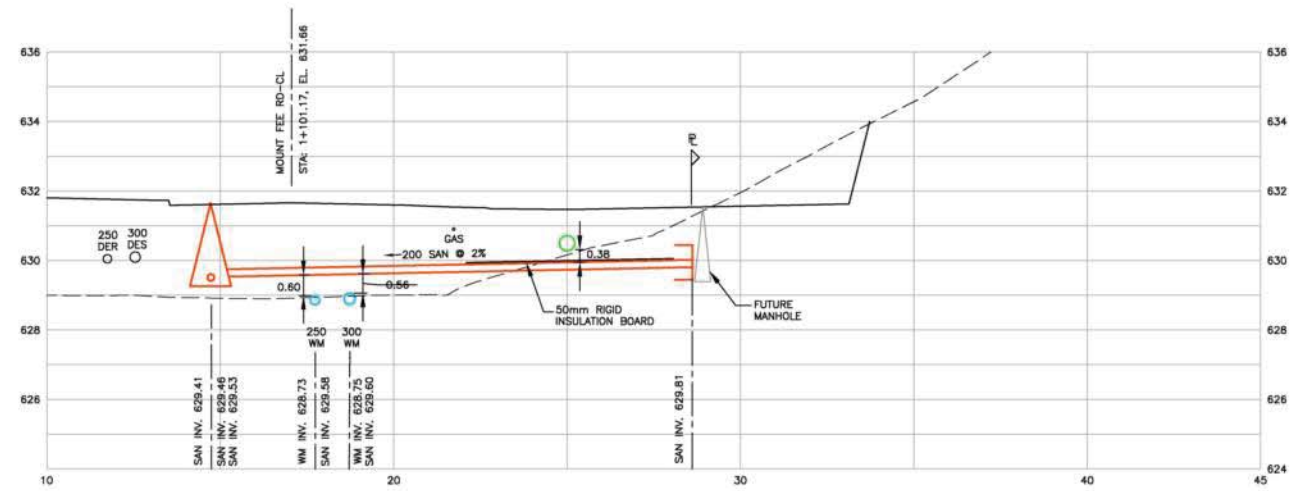 MOUNT FEE RD-CL
STA: 1+101.17, EL. 631.66
636
634
632
630
628
626
624
636
634
632
630
628
626
624
250
DER
300
DES
GAS
200 SAN @ 2%
0.38
0.60
0.56
50mm RIGID
INSULATION BOARD
FUTURE
MANHOLE
250
WM
300
WM
SAN INV. 629.41
SAN INV. 629.46
SAN INV. 629.53
WM INV. 628.73
SAN INV. 629.58
WM INV. 628.75
SAN INV. 629.60
SAN INV. 629.81
10
20
30
40
45